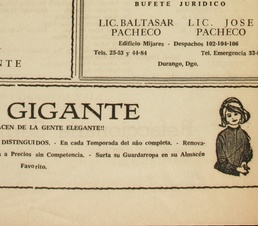 BUFETE JURIDICO
LIC. BALTASAR PACHECO
LIC. JOSE PACHECO
Edificio Mijares - Despachos 102-104-106
Tels. 25-53 y 44-84
Tel. Emergencia
Durango, Dgo.
NTE
GIGANTE
CEN DE LA GENTE ELEGANTE!!
DISTINGUIDOS. - En cada Temporada del año completa. - Renova-
a Precios sin Competencia. - Surta su Guardarropa en su Almacén
Favorito.